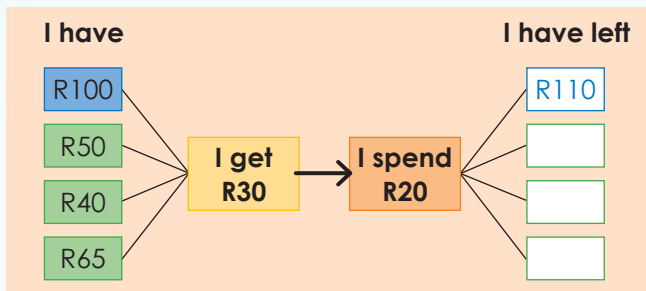 I have
I have left
R100
R110
R50
I get
R30
I spend
R20
R40
R65